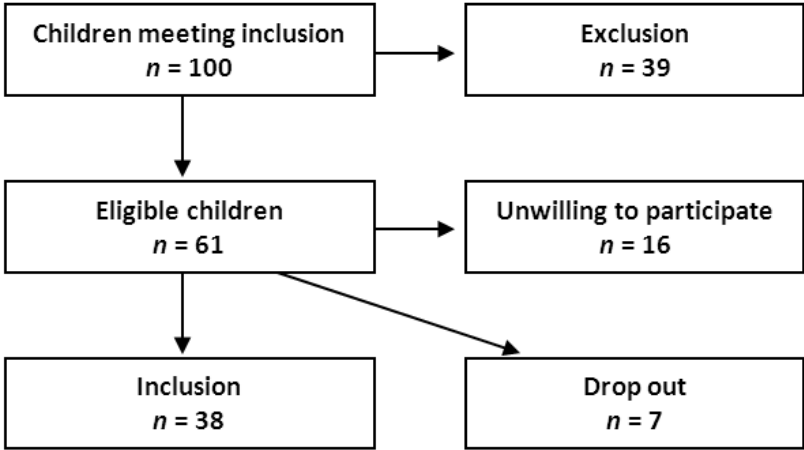 Children meeting inclusion
n = 100
Exclusion
n = 39
Eligible children
n = 61
Unwilling to participate
n = 16
Inclusion
n = 38
Drop out
n = 7